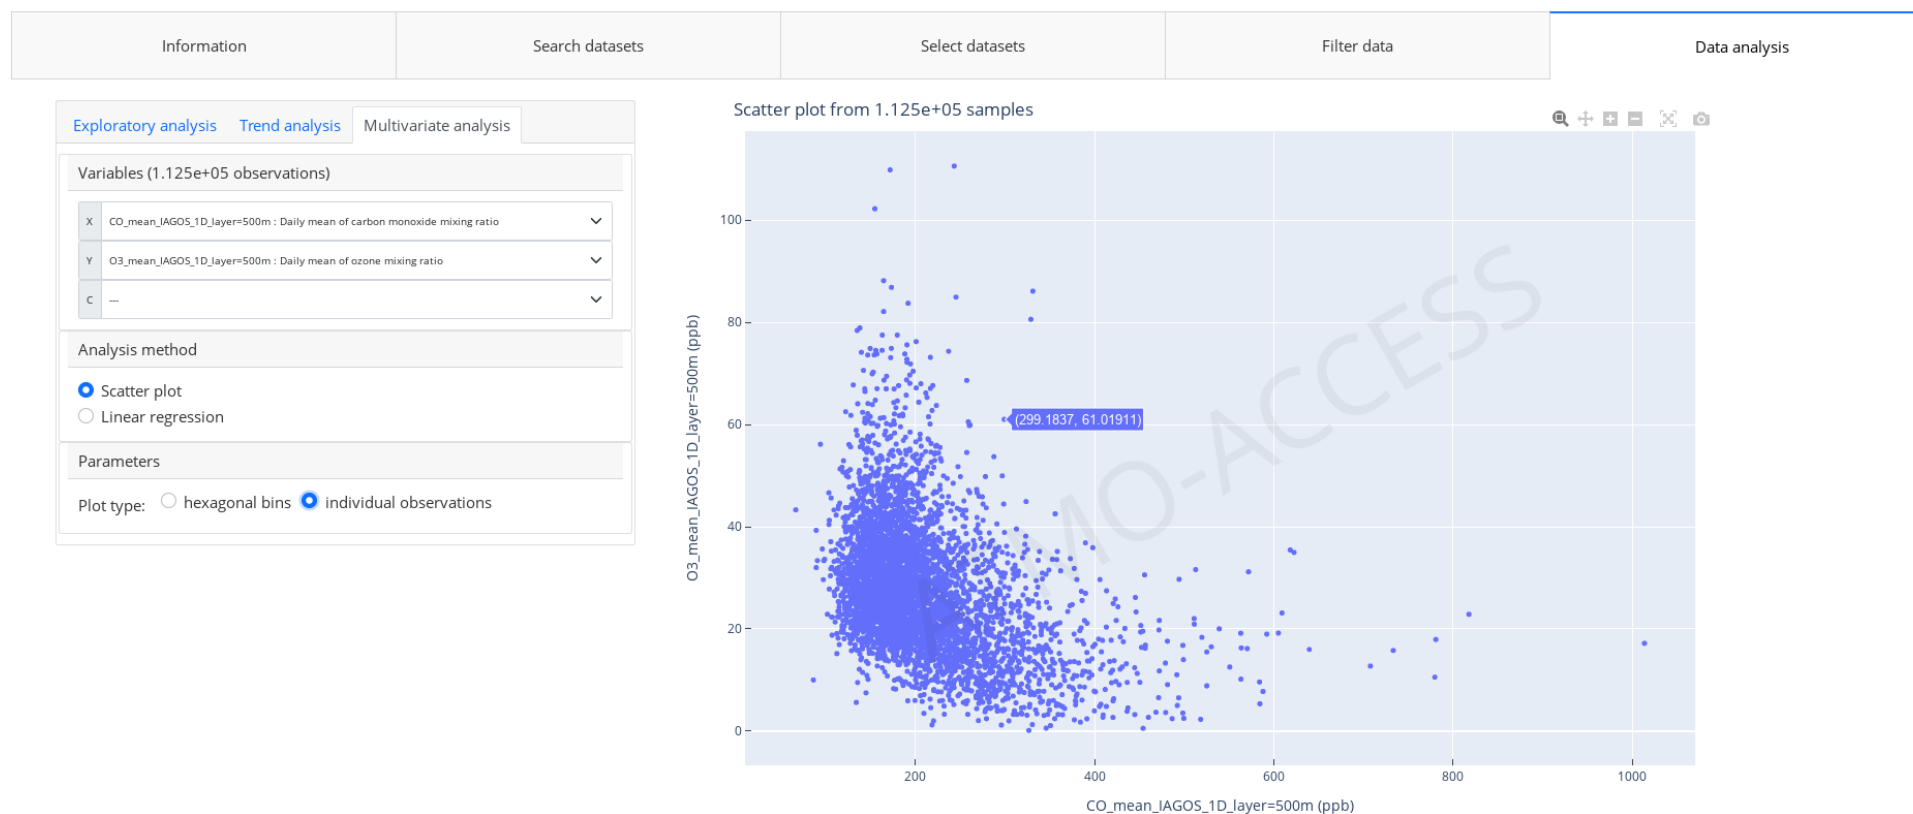 Information
Search datasets
Select datasets
Filter data
Data analysis
Exploratory analysis
Trend analysis
Multivariate analysis
Variables (1.125e+05 observations)
X
CO_mean_IAGOS_1D_layer=500m : Daily mean of carbon monoxide mixing ratio
Y
O3_mean_IAGOS_1D_layer=500m : Daily mean of ozone mixing ratio
C
---
Analysis method
Scatter plot
Linear regression
Parameters
Plot type:
hexagonal bins
individual observations
Scatter plot from 1.125e+05 samples
O3_mean_IAGOS_1D_layer=500m (ppb)
100
80
60
40
20
0
(299.1837, 61.01911)
ATMO-ACCESS
200
400
600
800
1000
CO_mean_IAGOS_1D_layer=500m (ppb)